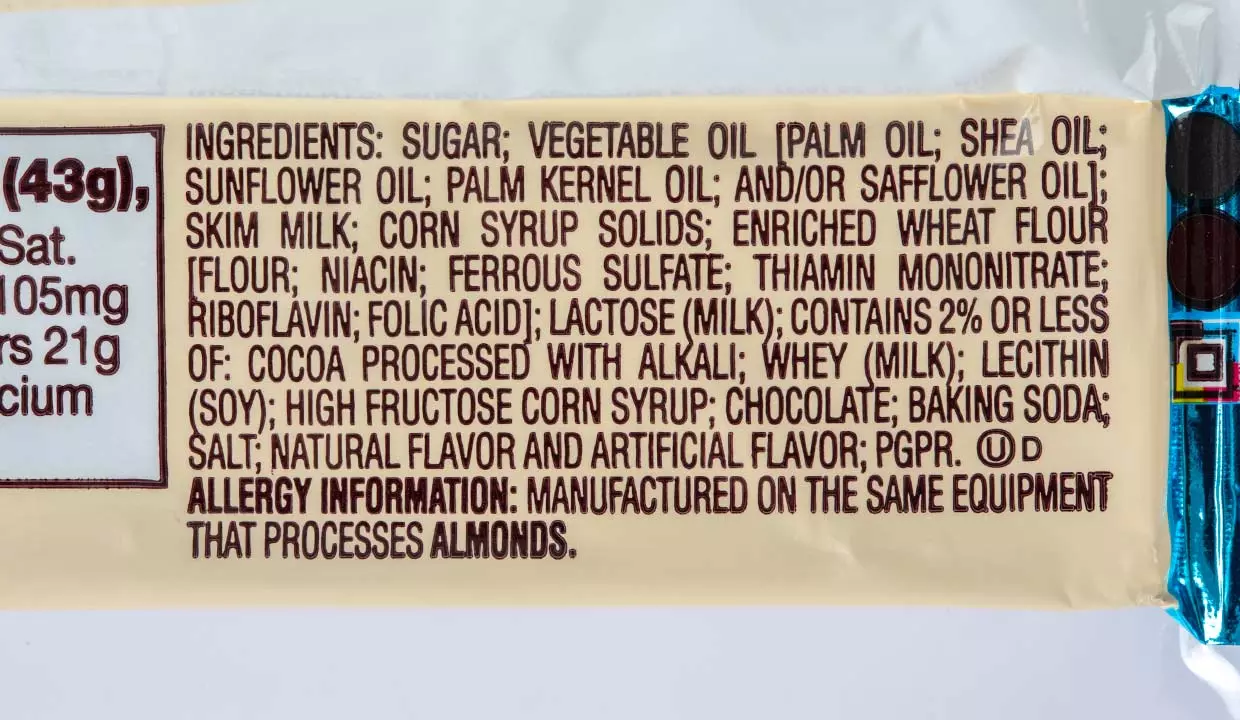 (43g),
Sat.
105mg
rs 21g
cium
INGREDIENTS: SUGAR; VEGETABLE OIL [PALM OIL; SHEA OIL;
SUNFLOWER OIL; PALM KERNEL OIL; AND/OR SAFFLOWER OIL];
SKIM MILK; CORN SYRUP SOLIDS; ENRICHED WHEAT FLOUR
[FLOUR; NIACIN; FERROUS SULFATE; THIAMIN MONONITRATE;
RIBOFLAVIN; FOLIC ACID]; LACTOSE (MILK); CONTAINS 2% OR LESS
OF: COCOA PROCESSED WITH ALKALI; WHEY (MILK); LECITHIN
(SOY); HIGH FRUCTOSE CORN SYRUP; CHOCOLATE; BAKING SODA;
SALT; NATURAL FLAVOR AND ARTIFICIAL FLAVOR; PGPR. Ⓤ D
ALLERGY INFORMATION: MANUFACTURED ON THE SAME EQUIPMENT
THAT PROCESSES ALMONDS.